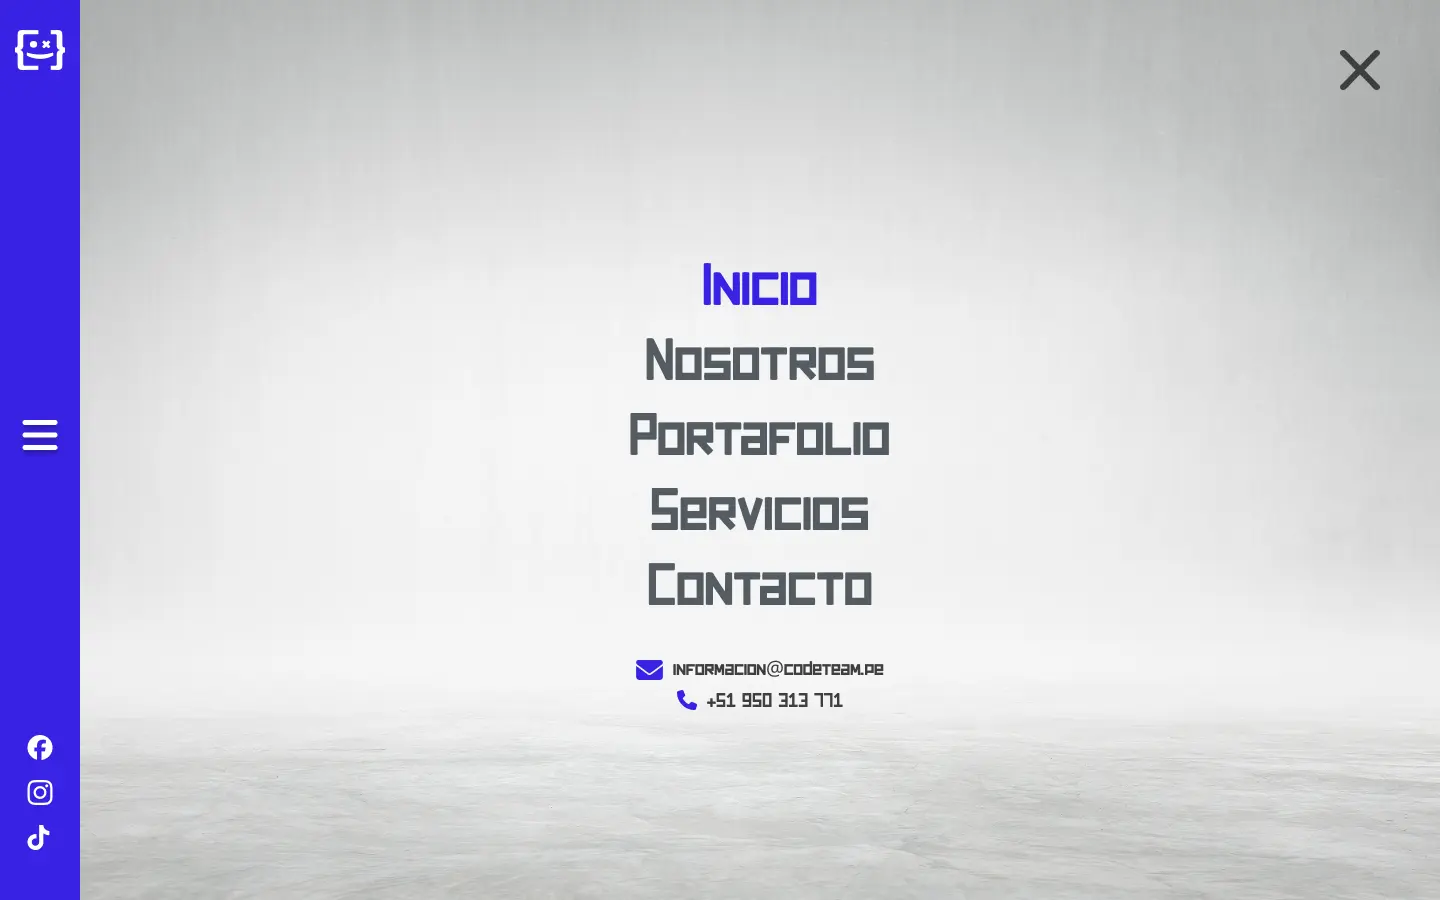 Inicio
Nosotros
Portafolio
Servicios
Contacto
informacion@codeteam.pe
+51 950 313 771